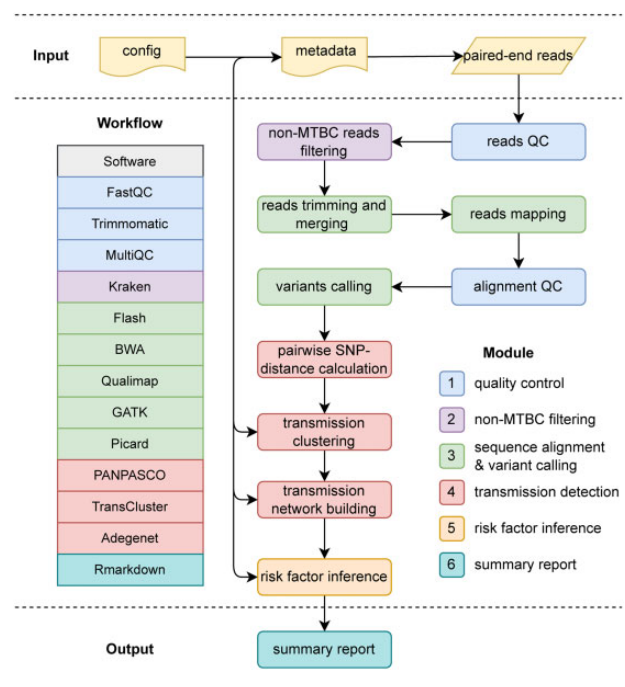 Input
config
metadata
paired-end reads
Workflow
Software
FastQC
Trimmomatic
MultiQC
Kraken
Flash
BWA
Qualimap
GATK
Picard
PANPASCO
TransCluster
Adegenet
Rmarkdown
non-MTBC reads
filtering
reads QC
reads trimming and
merging
reads mapping
variants calling
alignment QC
pairwise SNP-
distance calculation
transmission
clustering
transmission
network building
risk factor inference
Module
1 quality control
2 non-MTBC filtering
3 sequence alignment
& variant calling
4 transmission detection
5 risk factor inference
6 summary report
Output
summary report